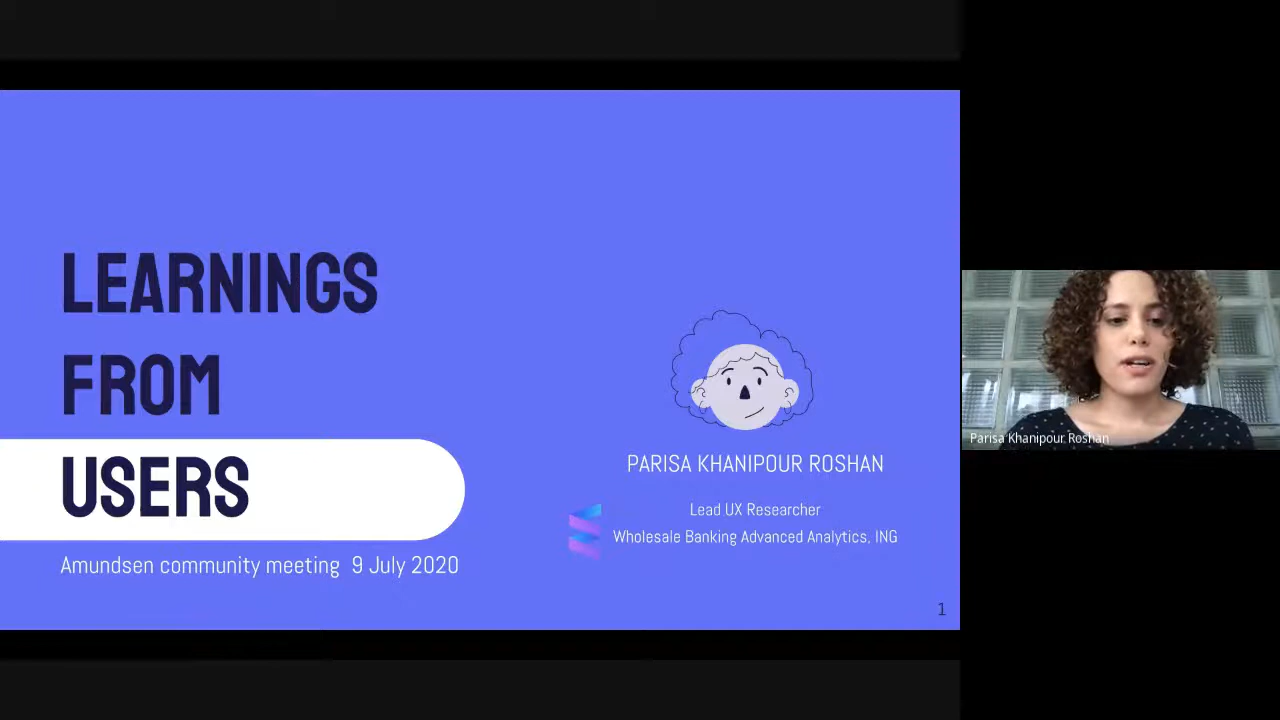 LEARNINGS
FROM
USERS
Amundsen community meeting 9 July 2020
PARISA KHANIPOUR ROSHAN
Lead UX Researcher
Wholesale Banking Advanced Analytics, ING
1
Parisa Khanipour Roshan